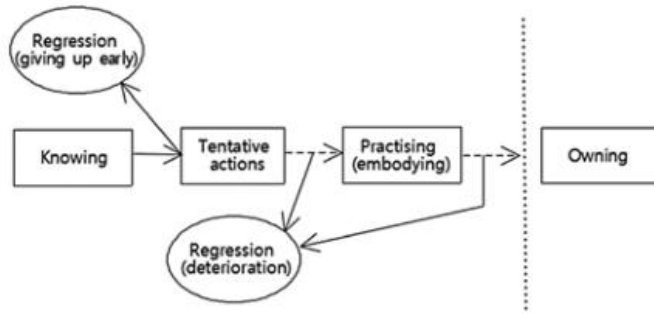 Regression
(giving up early)
Knowing
Tentative
actions
Practising
(embodying)
Owning
Regression
(deterioration)